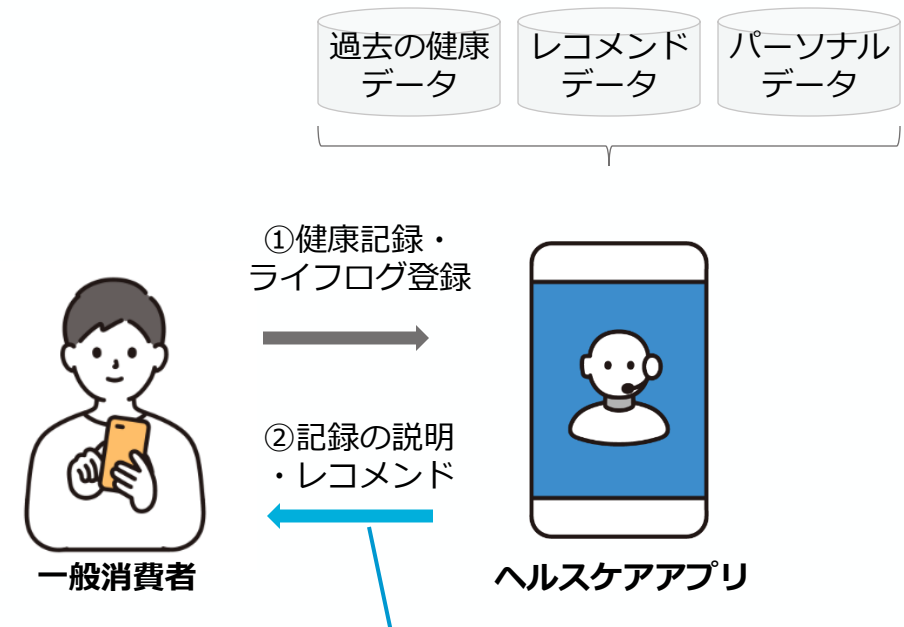 過去の健康
データ
レコメンド
データ
パーソナル
データ
①健康記録・
ライフログ登録
②記録の説明
・レコメンド
一般消費者
ヘルスケアアプリ